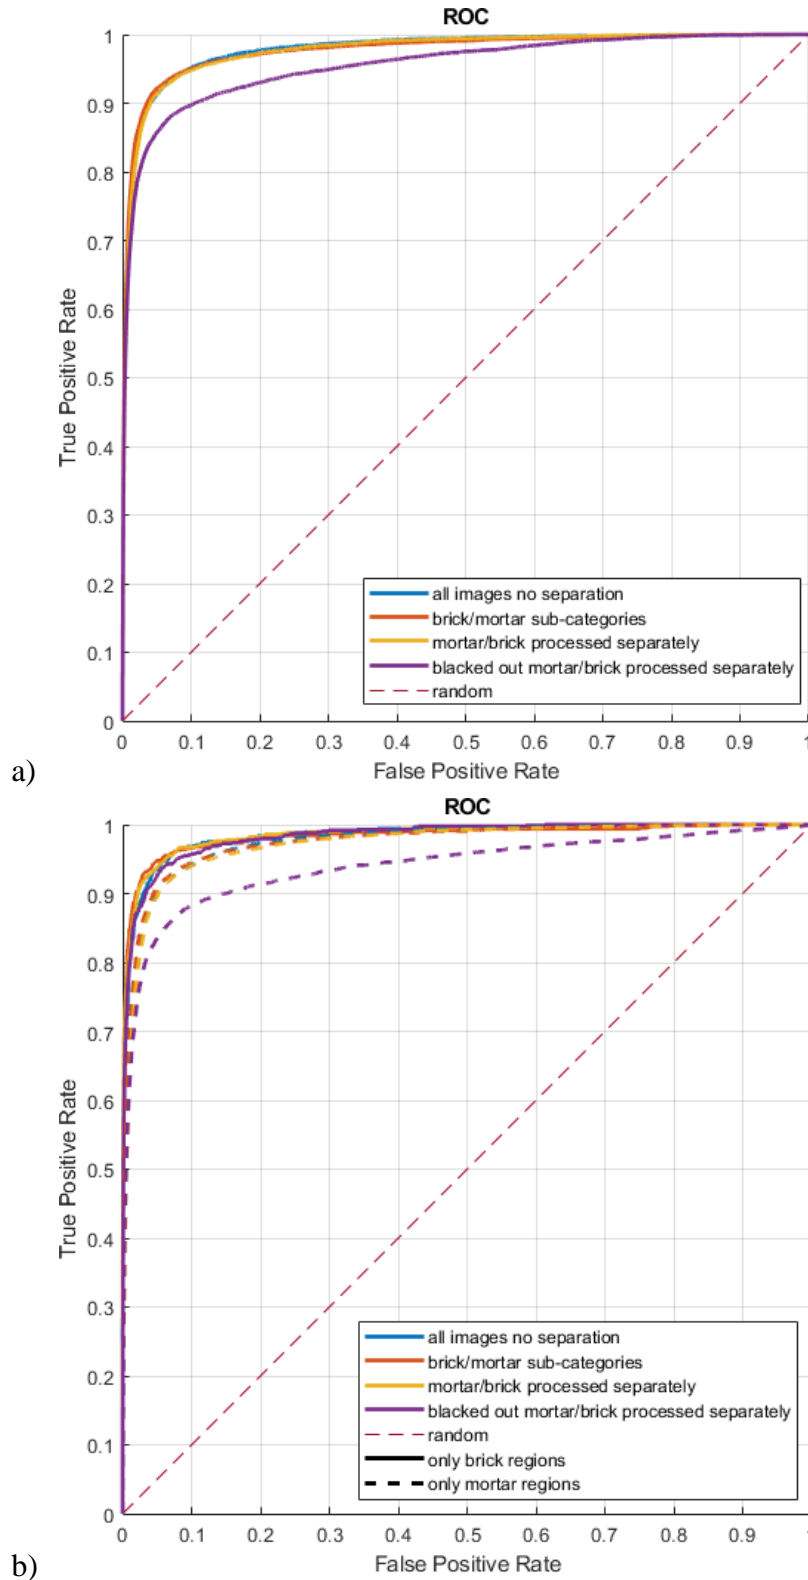 ROC
1
0.9
0.8
0.7
0.6
0.5
0.4
0.3
0.2
0.1
0
True Positive Rate
all images no separation
brick/mortar sub-categories
mortar/brick processed separately
blacked out mortar/brick processed separately
random
0 0.1 0.2 0.3 0.4 0.5 0.6 0.7 0.8 0.9 1
False Positive Rate
a)
ROC
1
0.9
0.8
0.7
0.6
0.5
0.4
0.3
0.2
0.1
0
True Positive Rate
all images no separation
brick/mortar sub-categories
mortar/brick processed separately
blacked out mortar/brick processed separately
random
only brick regions
only mortar regions
0 0.1 0.2 0.3 0.4 0.5 0.6 0.7 0.8 0.9 1
False Positive Rate
b)